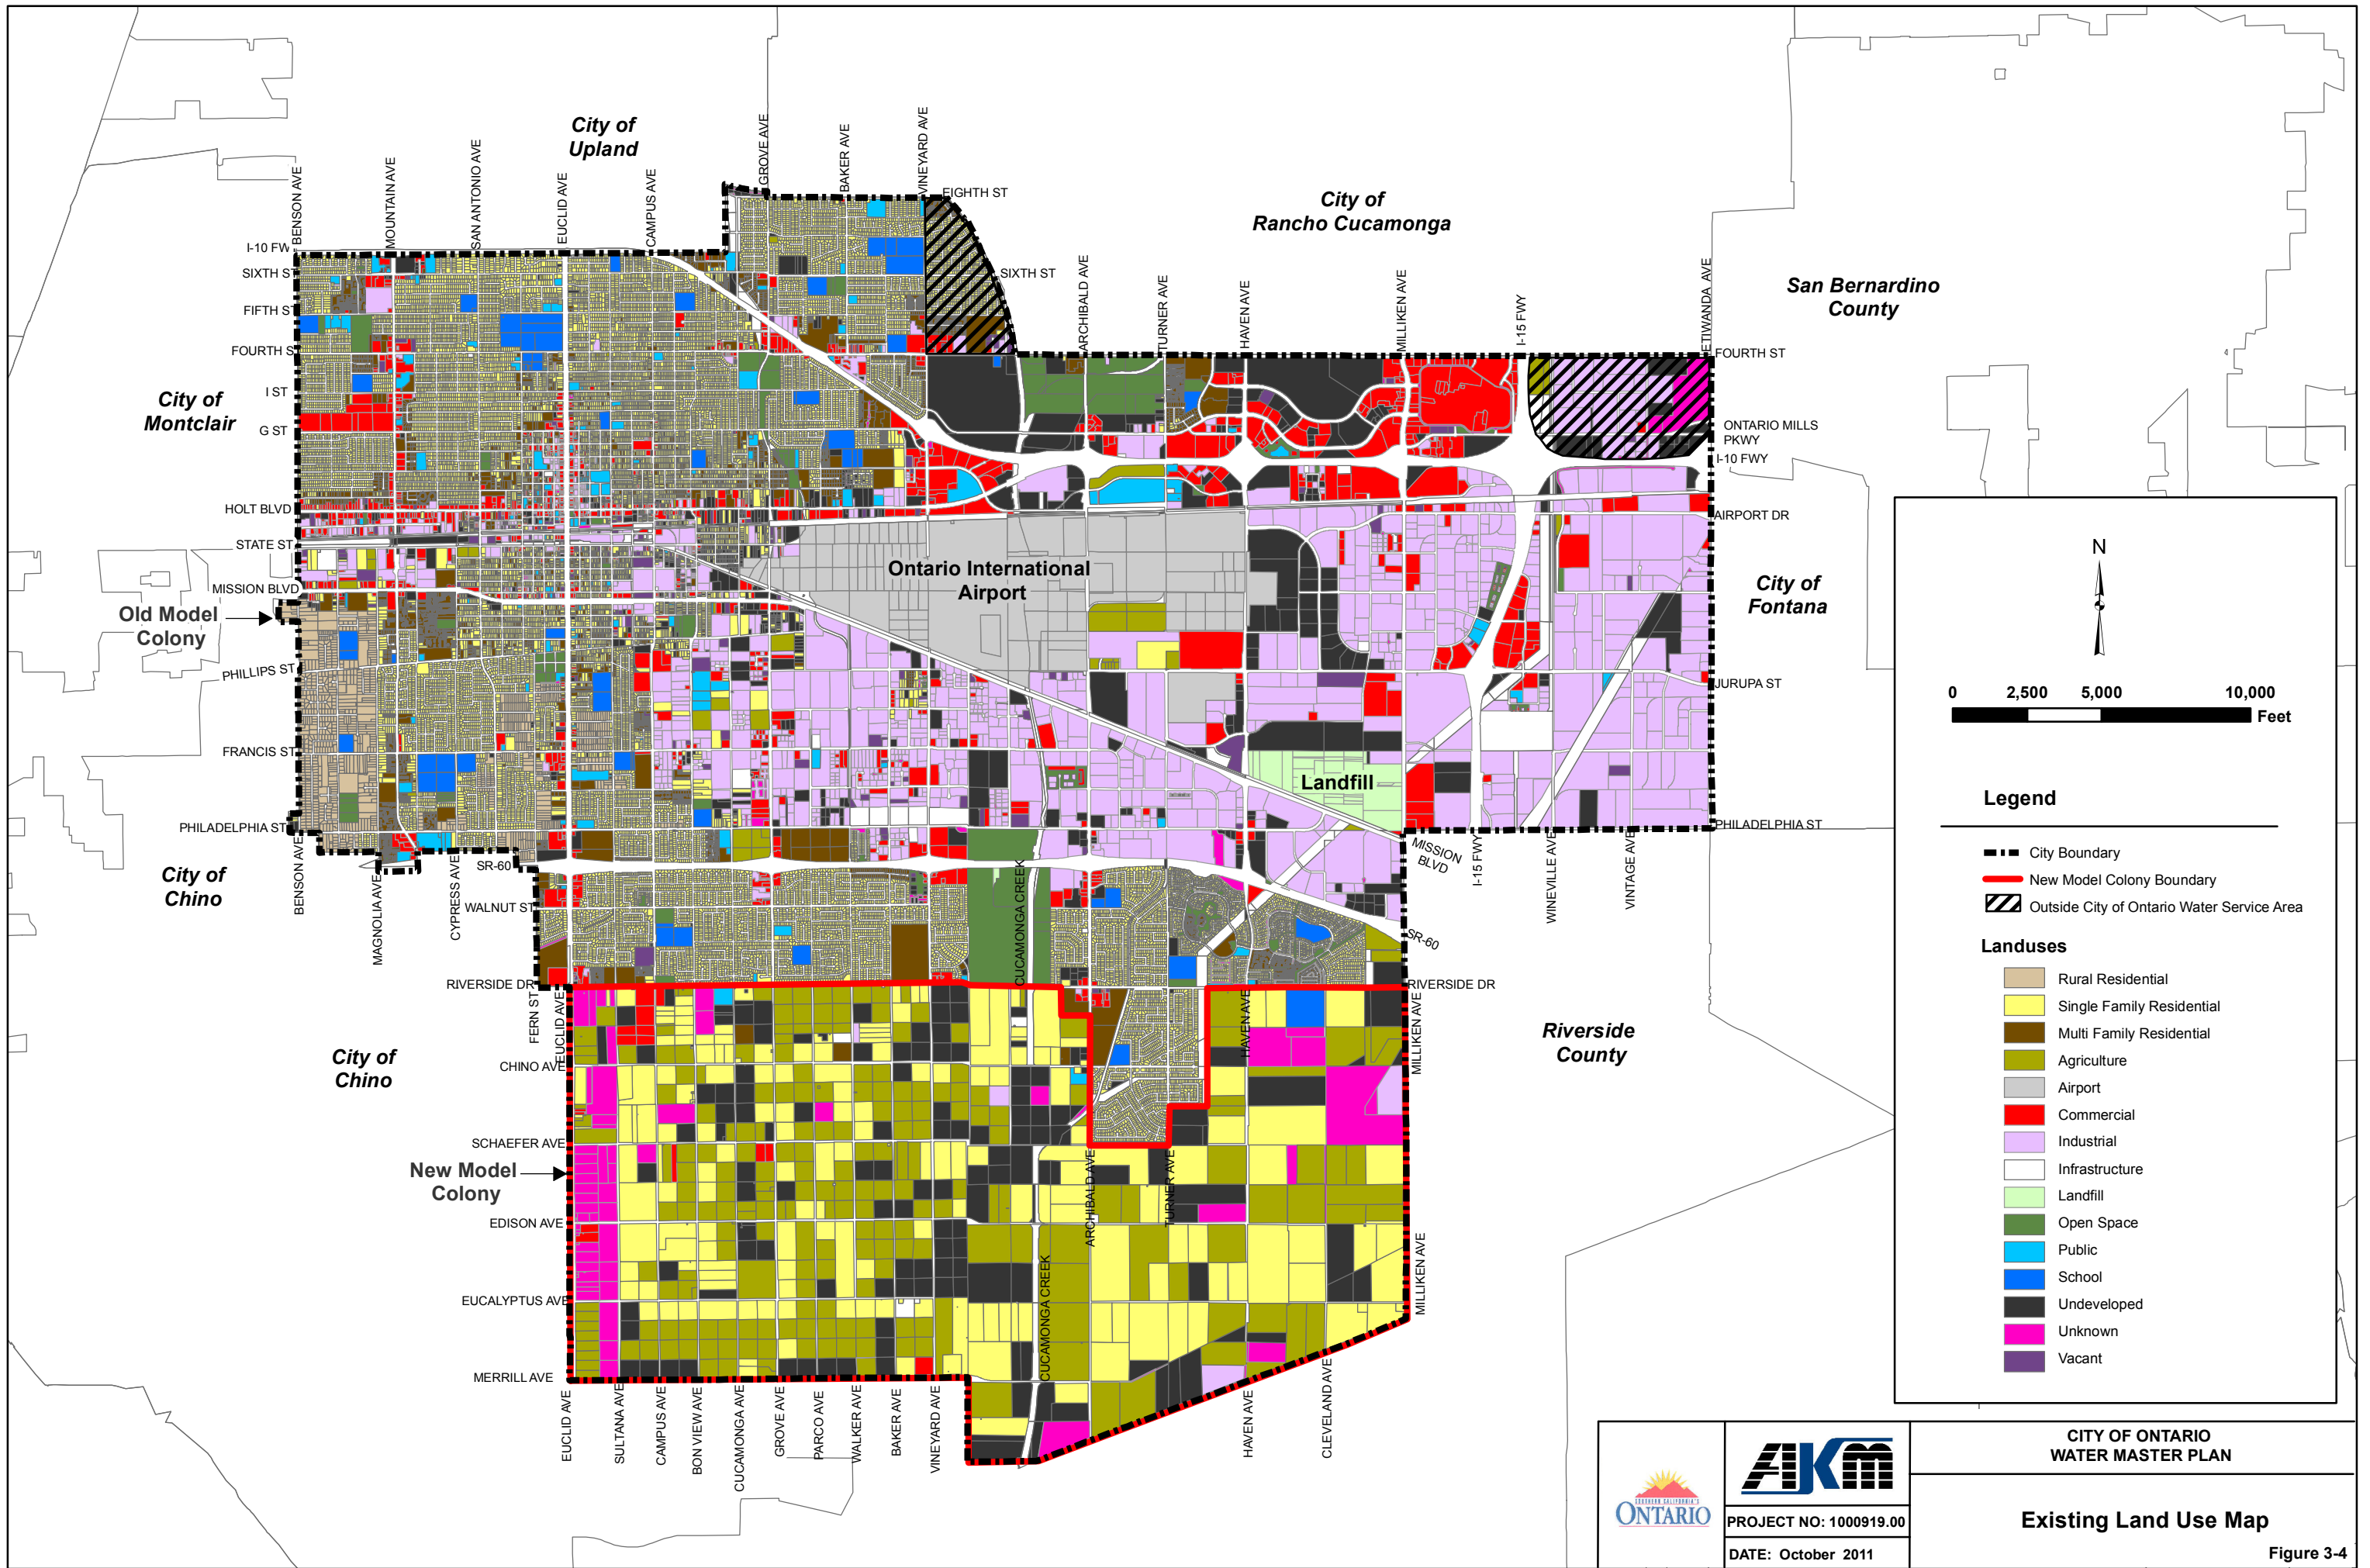 City of
Upland
City of
Rancho Cucamonga
San Bernardino
County
City of
Montclair
City of
Fontana
City of
Chino
City of
Chino
Riverside
County
Old Model
Colony
New Model
Colony
Ontario International
Airport
Landfill
BENSON AVE
MOUNTAIN AVE
SAN ANTONIO AVE
EUCLID AVE
CAMPUS AVE
GROVE AVE
BAKER AVE
VINEYARD AVE
EIGHTH ST
SIXTH ST
ARCHIBALD AVE
TURNER AVE
HAVEN AVE
MILLIKEN AVE
I-15 FWY
ETIWANDA AVE
I-10 FW
SIXTH ST
FIFTH ST
FOURTH S
I ST
G ST
HOLT BLVD
STATE ST
MISSION BLVD
PHILLIPS ST
FRANCIS ST
PHILADELPHIA ST
FOURTH ST
ONTARIO MILLS
PKWY
I-10 FWY
AIRPORT DR
JURUPA ST
PHILADELPHIA ST
BENSON AVE
MAGNOLIA AVE
CYPRESS AVE
SR-60
WALNUT ST
RIVERSIDE DR
FERN ST
EUCLID AVE
CHINO AVE
SCHAEFER AVE
EDISON AVE
EUCALYPTUS AVE
MERRILL AVE
CUCAMONGA CREEK
CUCAMONGA CREEK
MISSION
BLVD
I-15 FWY
WINEVILLE AVE
VINTAGE AVE
SR-60
RIVERSIDE DR
HAVEN AVE
MILLIKEN AVE
ARCHIBALD AVE
TURNER AVE
MILLIKEN AVE
EUCLID AVE
SULTANA AVE
CAMPUS AVE
BON VIEW AVE
CUCAMONGA AVE
GROVE AVE
PARCO AVE
WALKER AVE
BAKER AVE
VINEYARD AVE
HAVEN AVE
CLEVELAND AVE
N
0 2,500 5,000 10,000
Feet
Legend
City Boundary
New Model Colony Boundary
Outside City of Ontario Water Service Area
Landuses
Rural Residential
Single Family Residential
Multi Family Residential
Agriculture
Airport
Commercial
Industrial
Infrastructure
Landfill
Open Space
Public
School
Undeveloped
Unknown
Vacant
SOUTHERN CALIFORNIA'S
ONTARIO
AKM
PROJECT NO: 1000919.00
DATE: October 2011
CITY OF ONTARIO
WATER MASTER PLAN
Existing Land Use Map
Figure 3-4